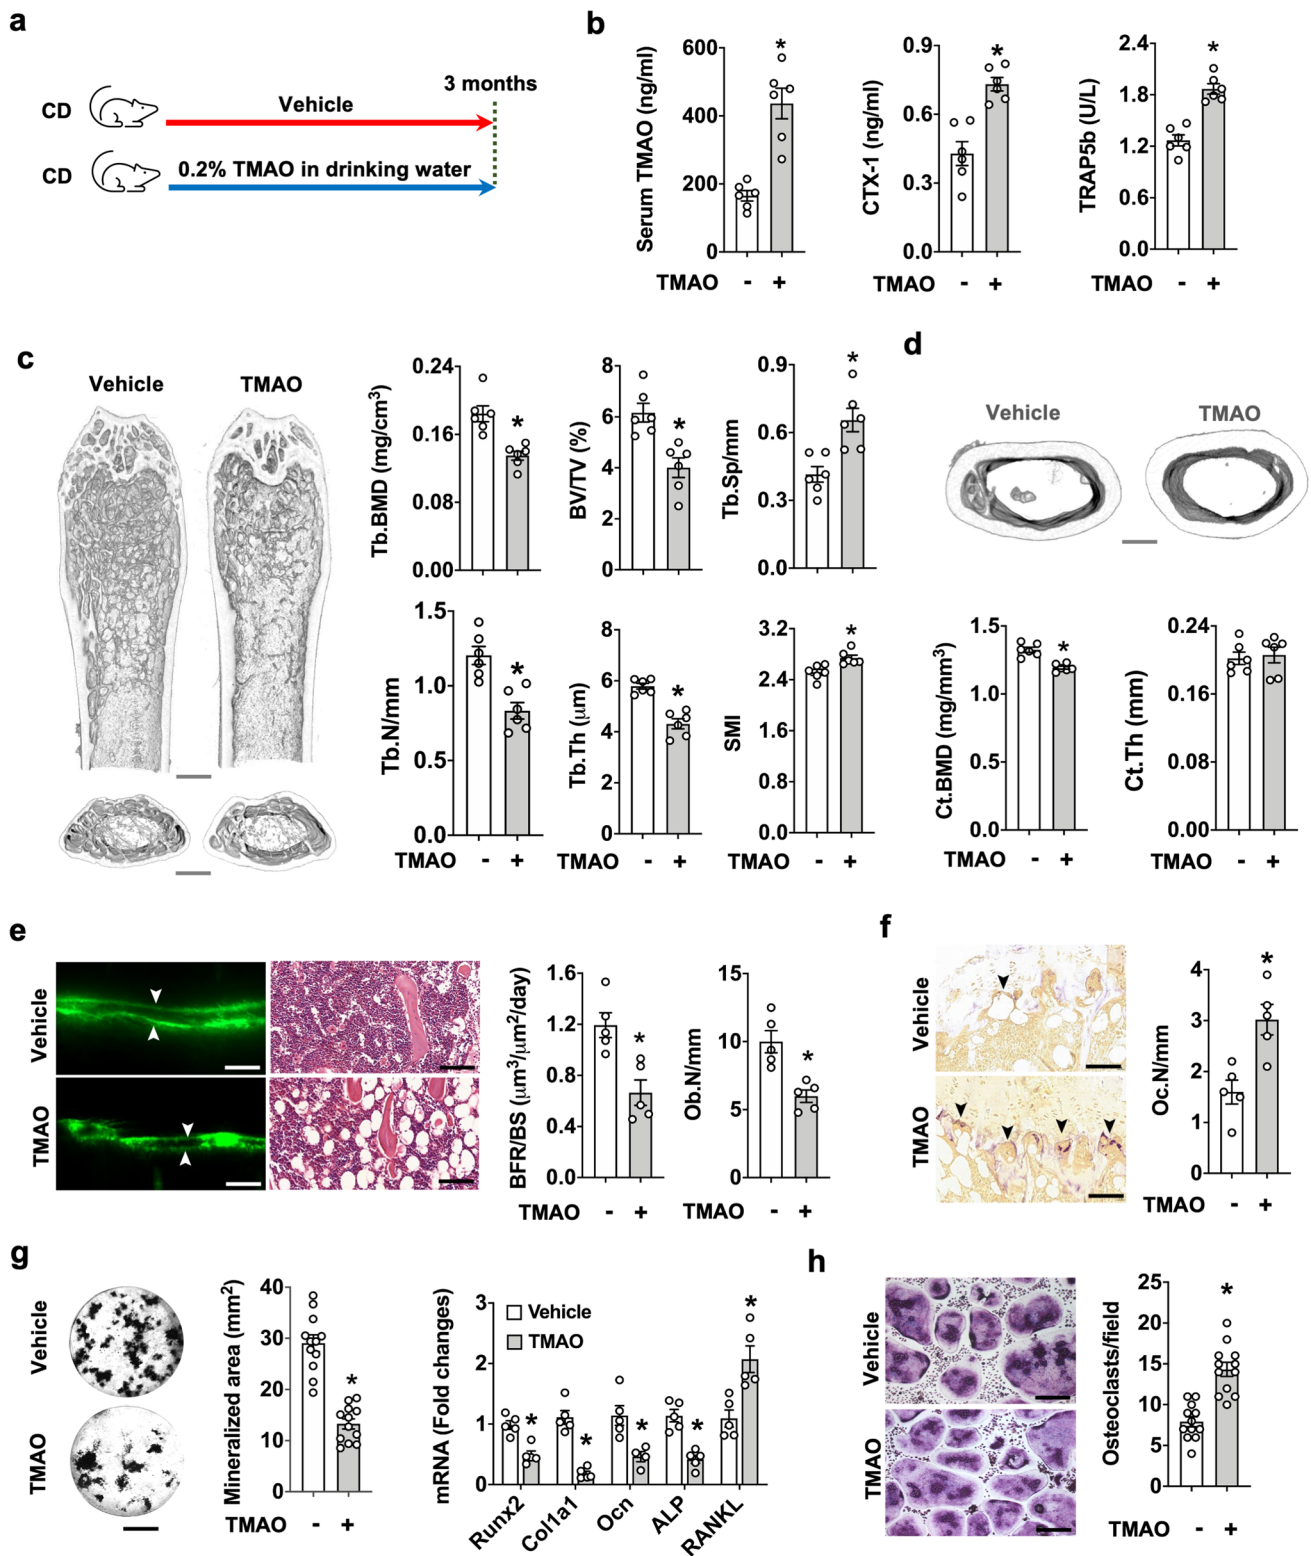 a
3 months
CD
Vehicle
CD
0.2% TMAO in drinking water
b
Serum TMAO (ng/ml)
600
400
200
0
*
TMAO - +
CTX-1 (ng/ml)
0.9
0.6
0.3
0.0
*
TMAO - +
TRAP5b (U/L)
2.4
1.8
1.2
0.6
0.0
*
TMAO - +
c
Vehicle TMAO
Tb.BMD (mg/cm³)
0.24
0.16
0.08
0.00
*
BV/TV (%)
8
6
4
2
0
*
Tb.Sp/mm
0.9
0.6
0.3
0.0
*
Tb.N/mm
1.5
1.0
0.5
0.0
*
TMAO - +
Tb.Th (μm)
8
6
4
2
0
*
TMAO - +
SMI
3.2
2.4
1.6
0.8
0.0
*
TMAO - +
d
Vehicle TMAO
Ct.BMD (mg/mm³)
1.5
1.0
0.5
0.0
*
TMAO - +
Ct.Th (mm)
0.24
0.16
0.08
0.00
TMAO - +
e
Vehicle
TMAO
BFR/BS (μm³/μm²/day)
1.6
1.2
0.8
0.4
0.0
*
TMAO - +
Ob.N/mm
15
10
5
0
*
TMAO - +
f
Vehicle
TMAO
Oc.N/mm
4
3
2
1
0
*
TMAO - +
g
Vehicle
TMAO
Mineralized area (mm²)
40
30
20
10
0
*
TMAO - +
mRNA (Fold changes)
3
2
1
0
Vehicle
TMAO
* * * * *
Runx2
Col1a1
Ocn
ALP
RANKL
h
Vehicle
TMAO
Osteoclasts/field
25
20
15
10
5
0
*
TMAO - +